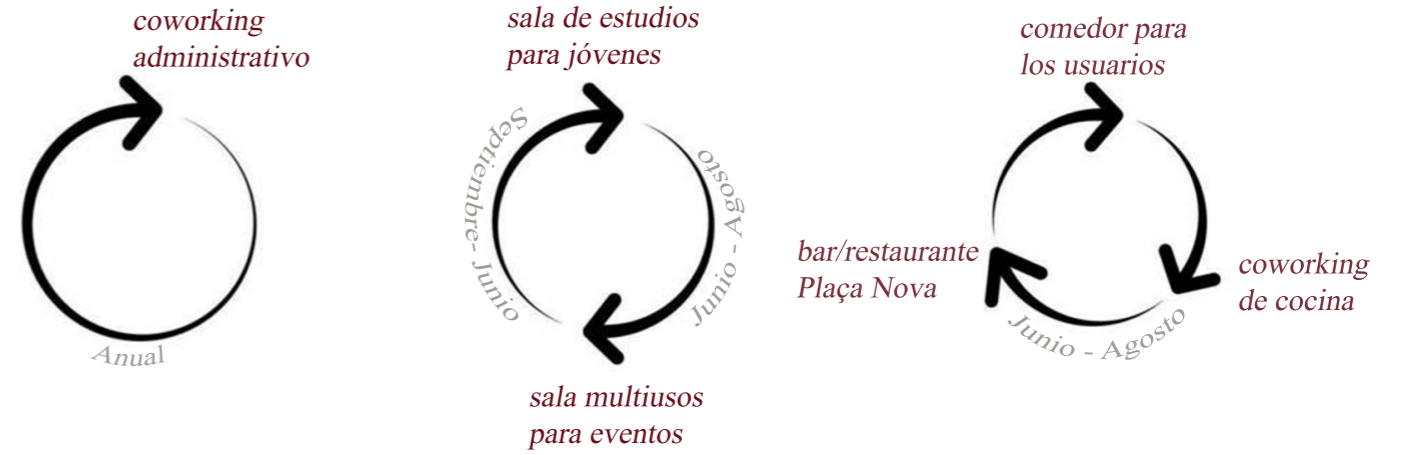 coworking
administrativo
Anual
sala de estudios
para jóvenes
Septiembre- Junio
Junio - Agosto
sala multiusos
para eventos
comedor para
los usuarios
bar/restaurante
Plaça Nova
coworking
de cocina
Junio - Agosto